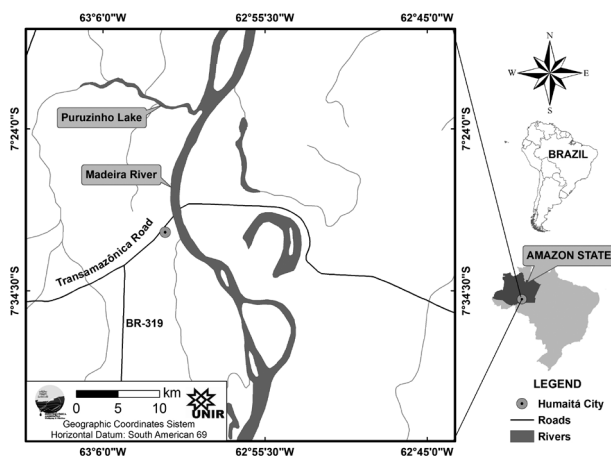 63°6'0"W 62°55'30"W 62°45'0"W
N
W E
S
Puruzinho Lake
7°24'0"S
7°24'0"S
BRAZIL
Madeira River
Transamazônica Road
AMAZON STATE
7°34'30"S
7°34'30"S
BR-319
LEGEND
km
0 5 10
UNIR
Humaitá City
Roads
Rivers
Geographic Coordinates Sistem
Horizontal Datum: South American 69
63°6'0"W 62°55'30"W 62°45'0"W